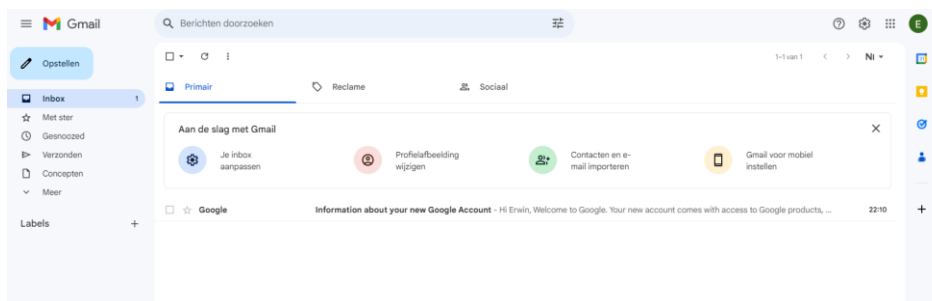 Gmail
Berichten doorzoeken
E
Opstellen
1–1 van 1
Nl
Inbox 1
Met ster
Gesnoozed
Verzonden
Concepten
Meer
Labels
Primair
Reclame
Sociaal
Aan de slag met Gmail
Je inbox
aanpassen
Profielafbeelding
wijzigen
Contacten en e-
mail importeren
Gmail voor mobiel
instellen
Google Information about your new Google Account - Hi Erwin, Welcome to Google. Your new account comes with access to Google products, ... 22:10